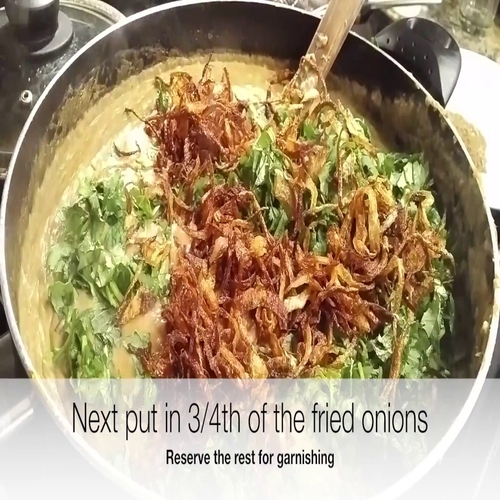 Next put in 3/4th of the fried onions
Reserve the rest for garnishing